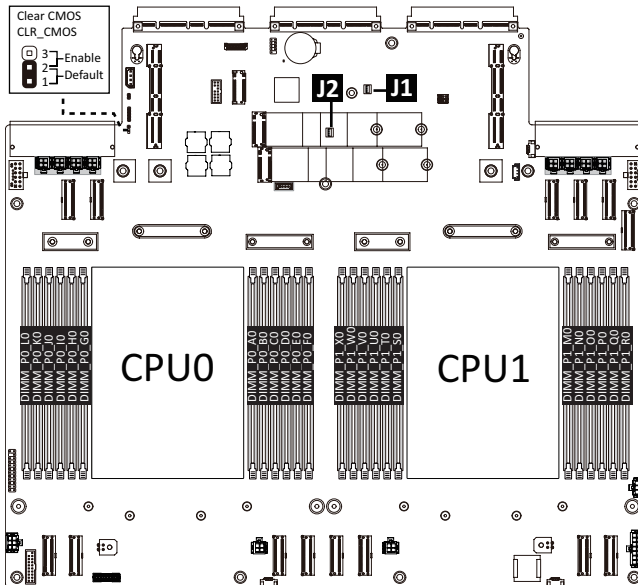 Clear CMOS
CLR_CMOS
3
Enable
2
Default
1
J2
J1
DIMM_P0_L0
DIMM_P0_K0
DIMM_P0_J0
DIMM_P0_I0
DIMM_P0_H0
DIMM_P0_G0
CPU0
DIMM_P0_A0
DIMM_P0_B0
DIMM_P0_C0
DIMM_P0_D0
DIMM_P0_E0
DIMM_P0_F0
DIMM_P1_X0
DIMM_P1_W0
DIMM_P1_V0
DIMM_P1_U0
DIMM_P1_T0
DIMM_P1_S0
CPU1
DIMM_P1_M0
DIMM_P1_N0
DIMM_P1_O0
DIMM_P1_P0
DIMM_P1_Q0
DIMM_P1_R0